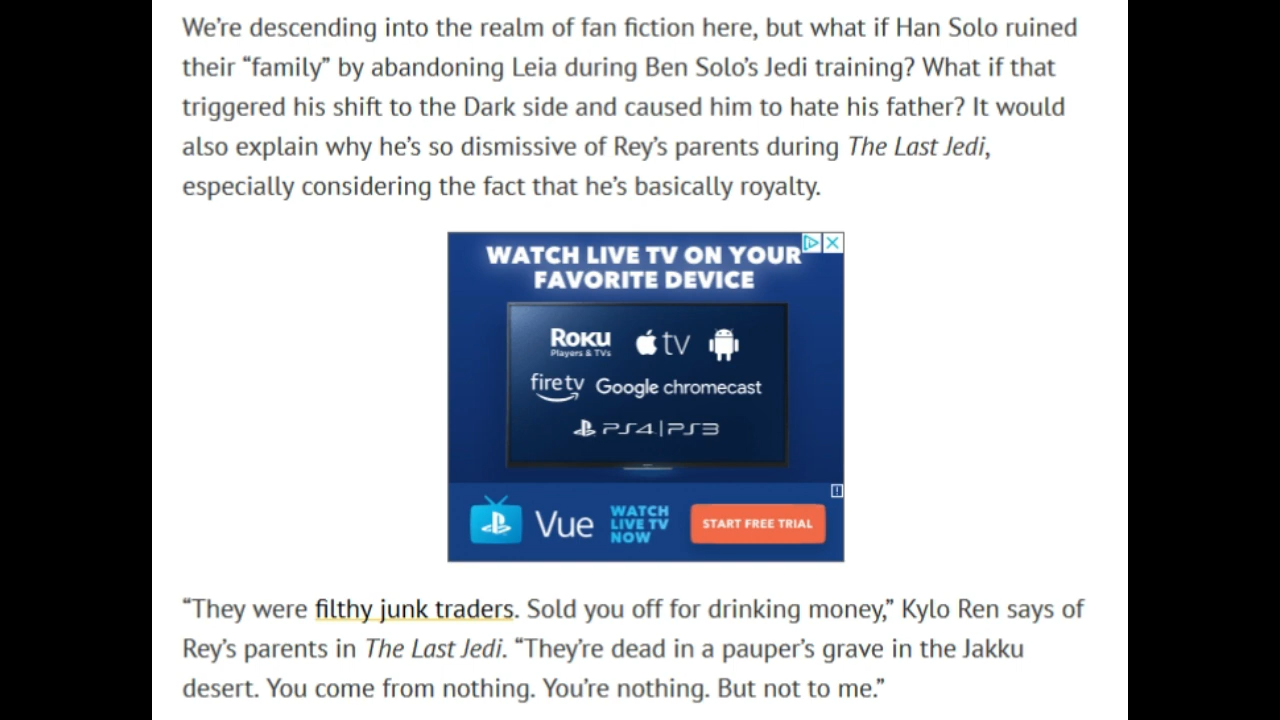 We’re descending into the realm of fan fiction here, but what if Han Solo ruined
their “family” by abandoning Leia during Ben Solo’s Jedi training? What if that
triggered his shift to the Dark side and caused him to hate his father? It would
also explain why he’s so dismissive of Rey’s parents during The Last Jedi,
especially considering the fact that he’s basically royalty.
WATCH LIVE TV ON YOUR
FAVORITE DEVICE
Roku
Players & TVs
tv
fire tv
Google chromecast
PS4|PS3
Vue
WATCH
LIVE TV
NOW
START FREE TRIAL
“They were filthy junk traders. Sold you off for drinking money,” Kylo Ren says of
Rey’s parents in The Last Jedi. “They’re dead in a pauper’s grave in the Jakku
desert. You come from nothing. You’re nothing. But not to me.”